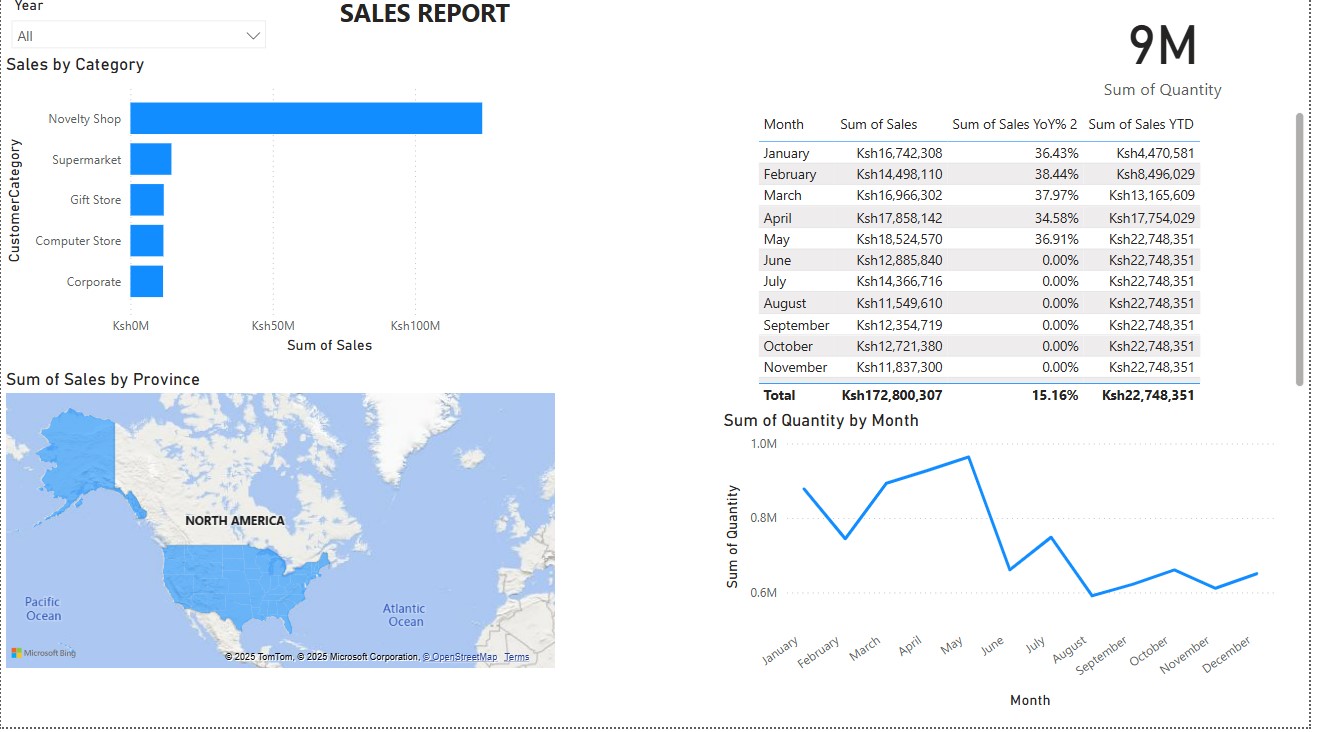 Year
SALES REPORT
All
Sales by Category
CustomerCategory
Novelty Shop
Supermarket
Gift Store
Computer Store
Corporate
Ksh0M Ksh50M Ksh100M
Sum of Sales
9M
Sum of Quantity
Month Sum of Sales Sum of Sales YoY% 2 Sum of Sales YTD
January Ksh16,742,308 36.43% Ksh4,470,581
February Ksh14,498,110 38.44% Ksh8,496,029
March Ksh16,966,302 37.97% Ksh13,165,609
April Ksh17,858,142 34.58% Ksh17,754,029
May Ksh18,524,570 36.91% Ksh22,748,351
June Ksh12,885,840 0.00% Ksh22,748,351
July Ksh14,366,716 0.00% Ksh22,748,351
August Ksh11,549,610 0.00% Ksh22,748,351
September Ksh12,354,719 0.00% Ksh22,748,351
October Ksh12,721,380 0.00% Ksh22,748,351
November Ksh11,837,300 0.00% Ksh22,748,351
Total Ksh172,800,307 15.16% Ksh22,748,351
Sum of Sales by Province
NORTH AMERICA
Pacific
Ocean
Atlantic
Ocean
Microsoft Bing
© 2025 TomTom, © 2025 Microsoft Corporation, © OpenStreetMap Terms
Sum of Quantity by Month
Sum of Quantity
1.0M
0.8M
0.6M
January February March April May June July August September October November December
Month